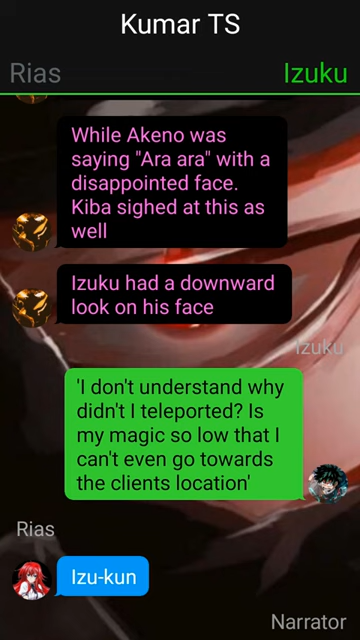 Kumar TS
Rias
Izuku
While Akeno was
saying "Ara ara" with a
disappointed face.
Kiba sighed at this as
well
Izuku had a downward
look on his face
Izuku
'I don't understand why
didn't I teleported? Is
my magic so low that I
can't even go towards
the clients location'
Rias
Izu-kun
Narrator